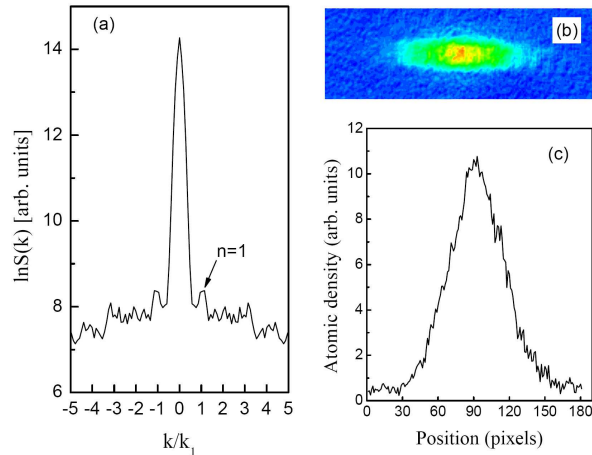 (a)
lnS(k) [arb. units]
14
12
10
8
6
n=1
-5 -4 -3 -2 -1 0 1 2 3 4 5
k/k1
(b)
(c)
Atomic density (arb. units)
12
10
8
6
4
2
0
0 30 60 90 120 150 180
Position (pixels)